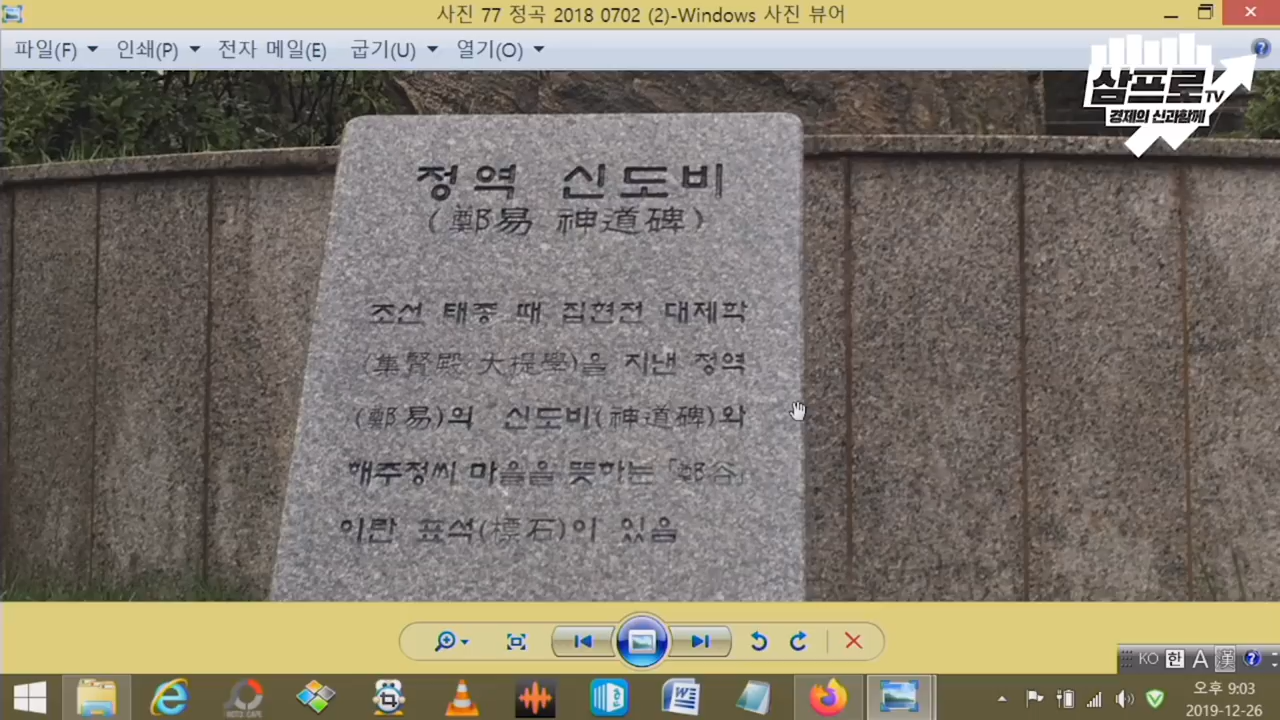 사진 77 정곡 2018 0702 (2)-Windows 사진 뷰어
파일(F) 인쇄(P) 전자 메일(E) 굽기(U) 열기(O)
삼프로TV
경제의 신과함께
정역 신도비
(鄭易 神道碑)
조선 태종 때 집현전 대제학
(集賢殿 大提學)을 지낸 정역
(鄭易)의 신도비(神道碑)와
해주정씨 마을을 뜻하는 「鄭谷」
이란 표석(標石)이 있음
KO 한 A 漢
오후 9:03
2019-12-26